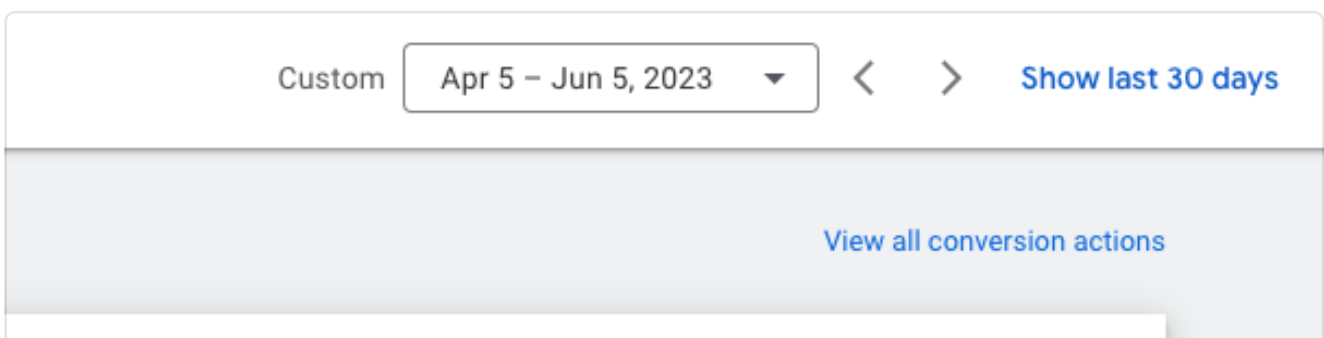 Custom Apr 5 – Jun 5, 2023 Show last 30 days
View all conversion actions